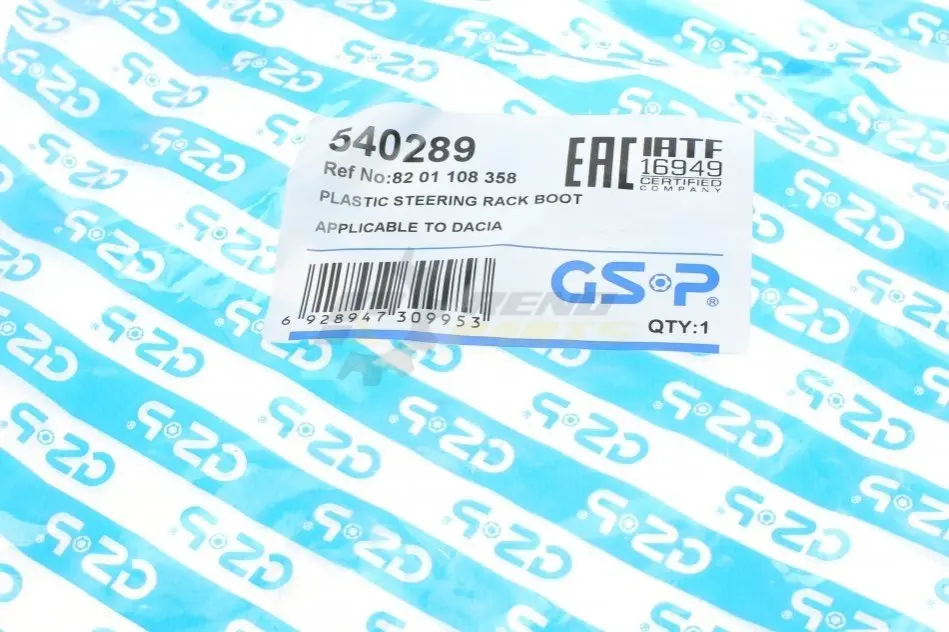 540289
Ref No:82 01 108 358
PLASTIC STEERING RACK BOOT
APPLICABLE TO DACIA
EAC
IATF
16949
CERTIFIED
COMPANY
6 928947 309953
GSP®
QTY:1